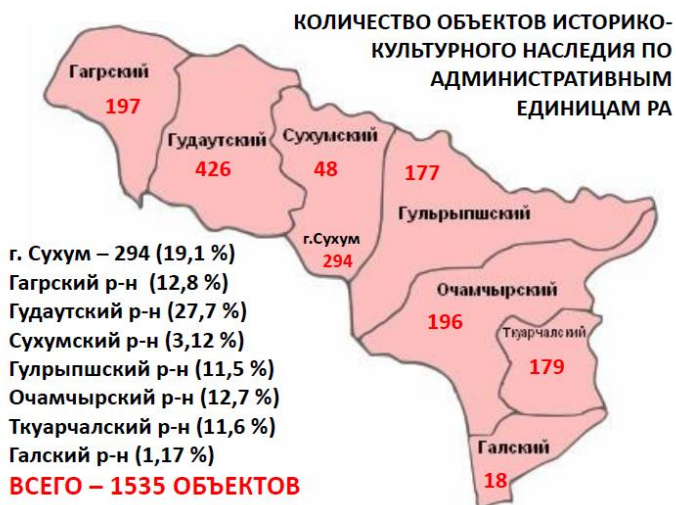 КОЛИЧЕСТВО ОБЪЕКТОВ ИСТОРИКО-
КУЛЬТУРНОГО НАСЛЕДИЯ ПО
АДМИНИСТРАТИВНЫМ
ЕДИНИЦАМ РА
Гагрский
197
Гудаутский
426
Сухумский
48
177
Гульрыпшский
г.Сухум
294
Очамчырский
196
Ткуарчалский
179
Галский
18
г. Сухум – 294 (19,1 %)
Гагрский р-н (12,8 %)
Гудаутский р-н (27,7 %)
Сухумский р-н (3,12 %)
Гулрыпшский р-н (11,5 %)
Очамчырский р-н (12,7 %)
Ткуарчалский р-н (11,6 %)
Галский р-н (1,17 %)
ВСЕГО – 1535 ОБЪЕКТОВ